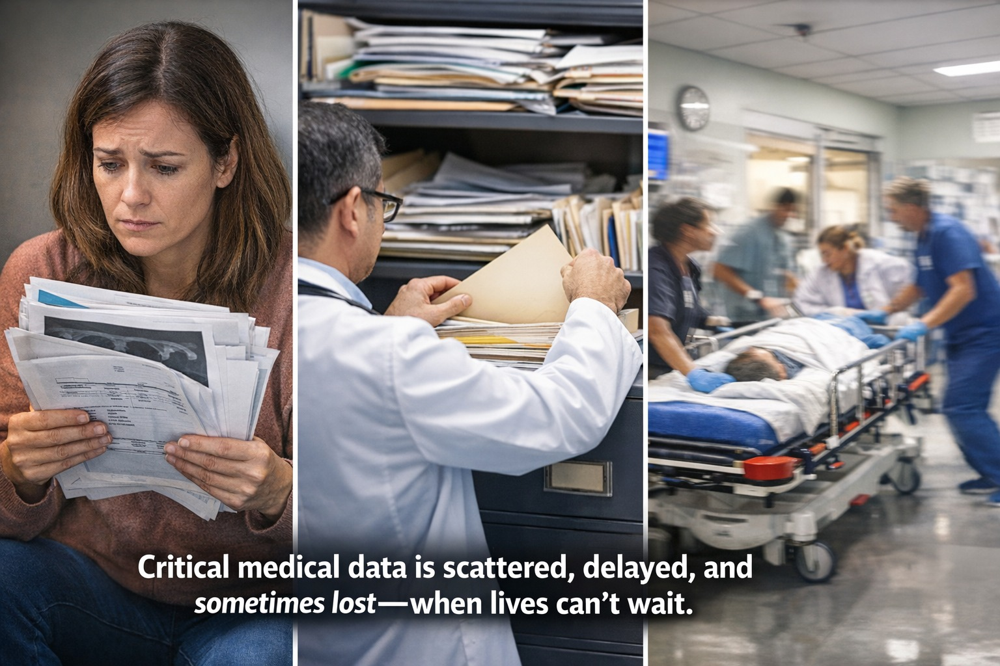 Critical medical data is scattered, delayed, and
sometimes lost—when lives can't wait.